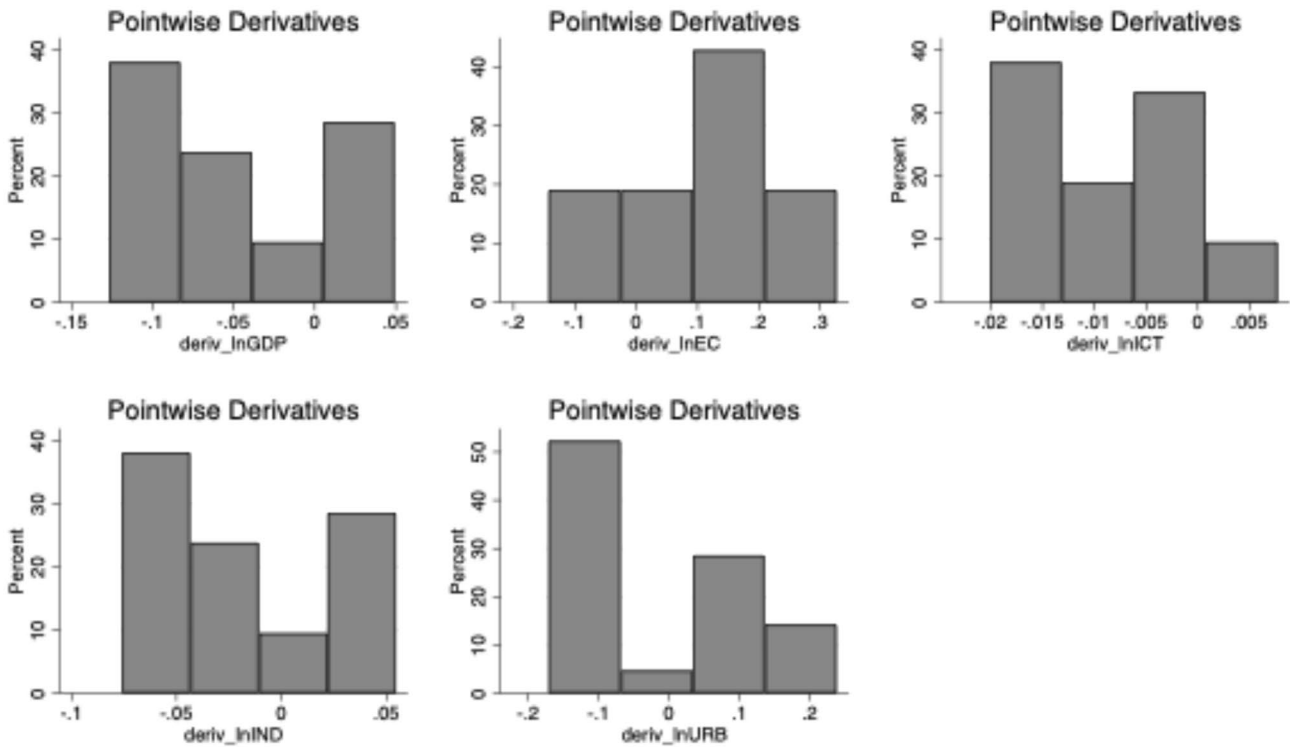 Pointwise Derivatives
Percent
0 10 20 30 40
-.15 -.1 -.05 0 .05
deriv_lnGDP
Pointwise Derivatives
Percent
0 10 20 30 40
-.2 -.1 0 .1 .2 .3
deriv_lnEC
Pointwise Derivatives
Percent
0 10 20 30 40
-.02 -.015 -.01 -.005 0 .005
deriv_lnICT
Pointwise Derivatives
Percent
0 10 20 30 40
-.1 -.05 0 .05
deriv_lnIND
Pointwise Derivatives
Percent
0 10 20 30 40 50
-.2 -.1 0 .1 .2
deriv_lnURB